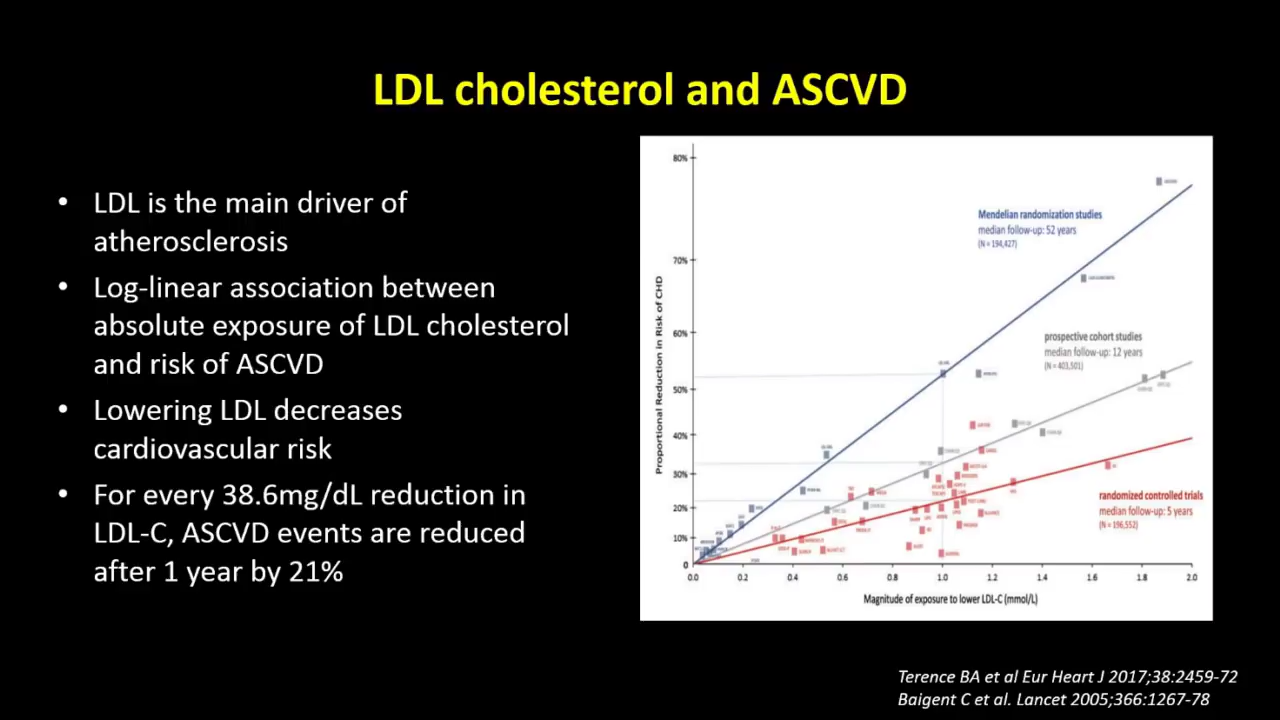 LDL cholesterol and ASCVD
• LDL is the main driver of
atherosclerosis
• Log-linear association between
absolute exposure of LDL cholesterol
and risk of ASCVD
• Lowering LDL decreases
cardiovascular risk
• For every 38.6mg/dL reduction in
LDL-C, ASCVD events are reduced
after 1 year by 21%
Proportional Reduction in Risk of CHD
80%
70%
60%
50%
40%
30%
20%
10%
0
Mendelian randomization studies
median follow-up: 52 years
(N = 194,427)
prospective cohort studies
median follow-up: 12 years
(N = 403,501)
randomized controlled trials
median follow-up: 5 years
(N = 196,552)
0.0 0.2 0.4 0.6 0.8 1.0 1.2 1.4 1.6 1.8 2.0
Magnitude of exposure to lower LDL-C (mmol/L)
Terence BA et al Eur Heart J 2017;38:2459-72
Baigent C et al. Lancet 2005;366:1267-78